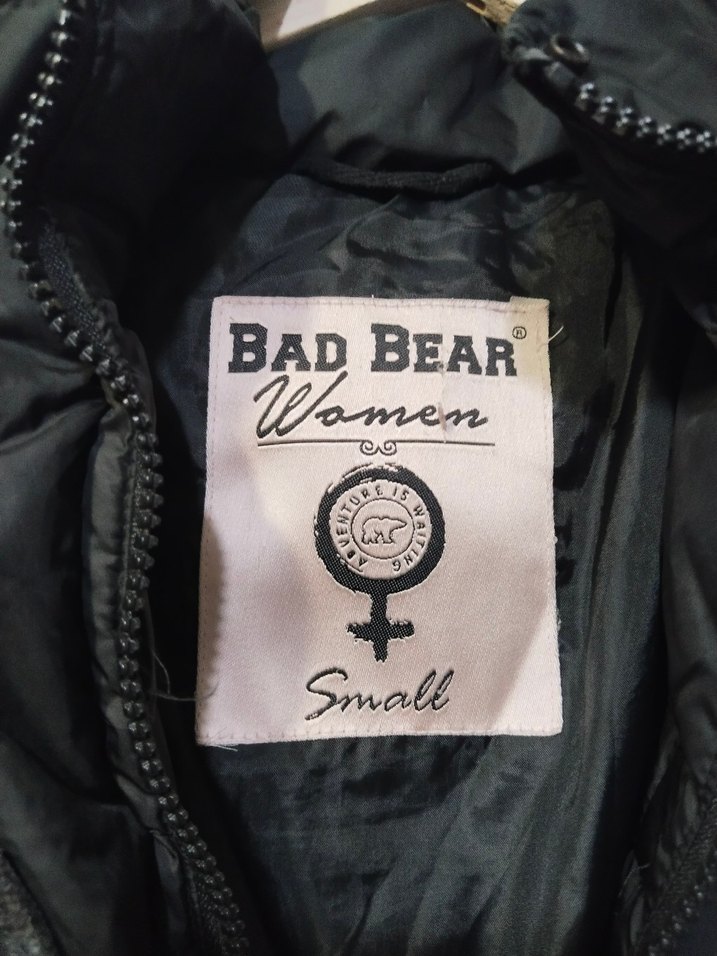 BAD BEAR®
Women
ADVENTURE IS WAITING
Small